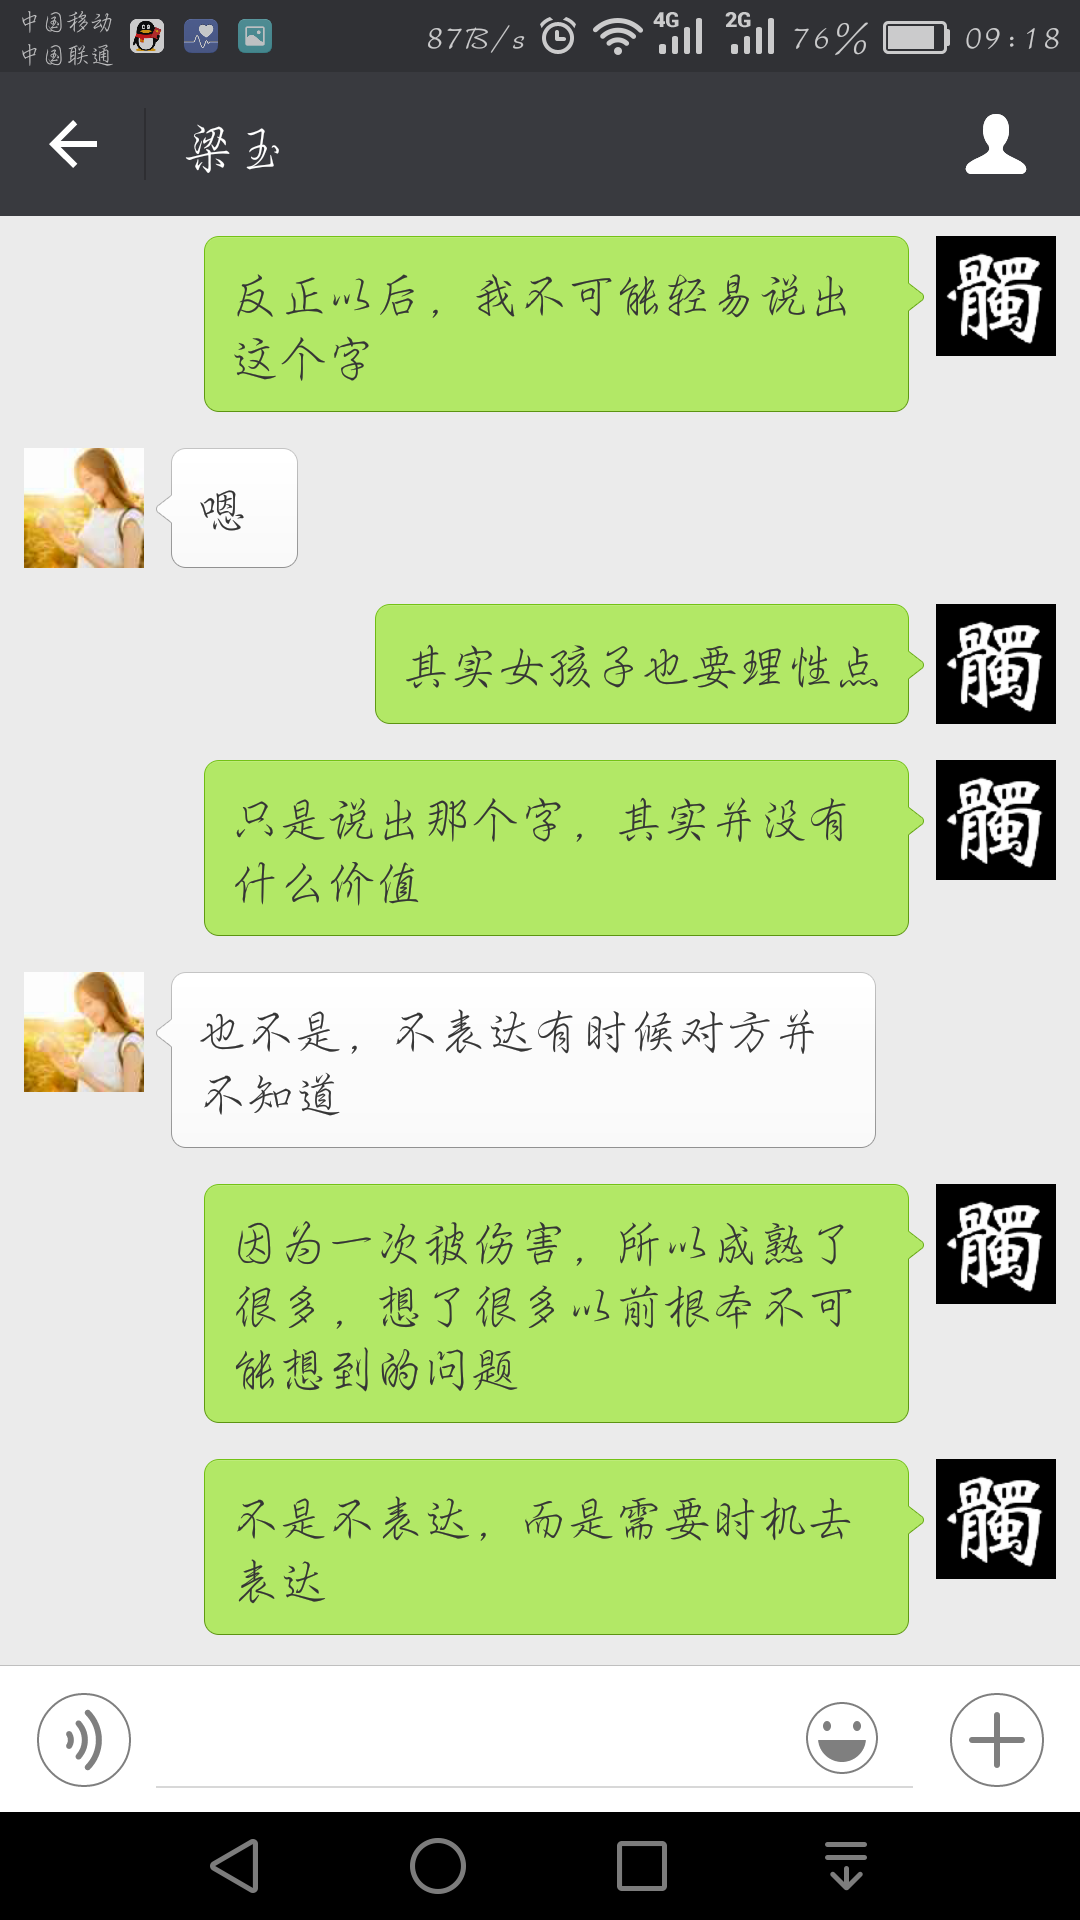 中国移动
中国联通
87B/s
4G
2G
76%
09:18
梁玉
反正以后，我不可能轻易说出
这个字
髑
嗯
其实女孩子也要理性点
髑
只是说出那个字，其实并没有
什么价值
髑
也不是，不表达有时候对方并
不知道
因为一次被伤害，所以成熟了
很多，想了很多以前根本不可
能想到的问题
髑
不是不表达，而是需要时机去
表达
髑